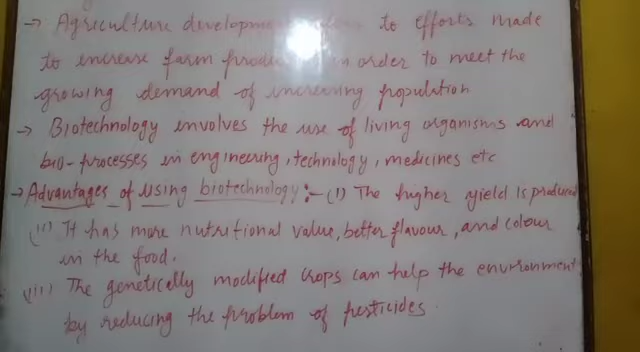 → Agriculture development to efforts made
to increase farm in order to meet the
growing demand of increasing population
→ Biotechnology involves the use of living organisms and
bio-processes in engineering, technology, medicines etc
→ Advantages of using biotechnology:- (i) The higher yield is produced
(ii) It has more nutritional value, better flavour, and colour
in the food.
(iii) The genetically modified crops can help the environment
by reducing the problem of pesticides.